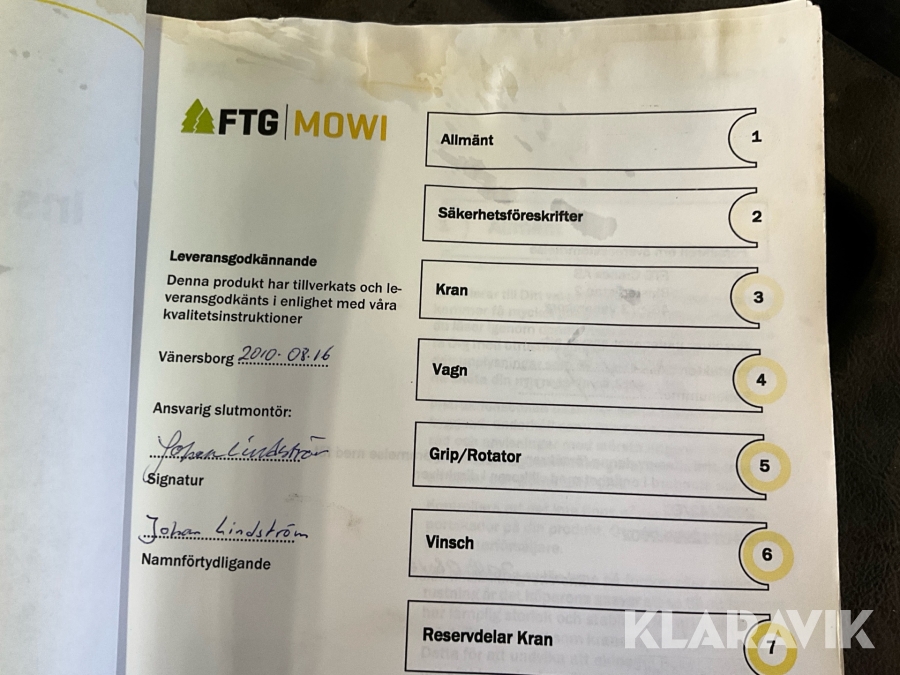 FTG | MOWI
Leveransgodkännande
Denna produkt har tillverkats och le-
veransgodkänts i enlighet med våra
kvalitetsinstruktioner
Vänersborg 2010-08.16
Ansvarig slutmontör:
Johan Lindström
Signatur
Johan Lindström
Namnförtydligande
Allmänt 1
Säkerhetsföreskrifter 2
Kran 3
Vagn 4
Grip/Rotator 5
Vinsch 6
Reservdelar Kran 7
KLARAVIK